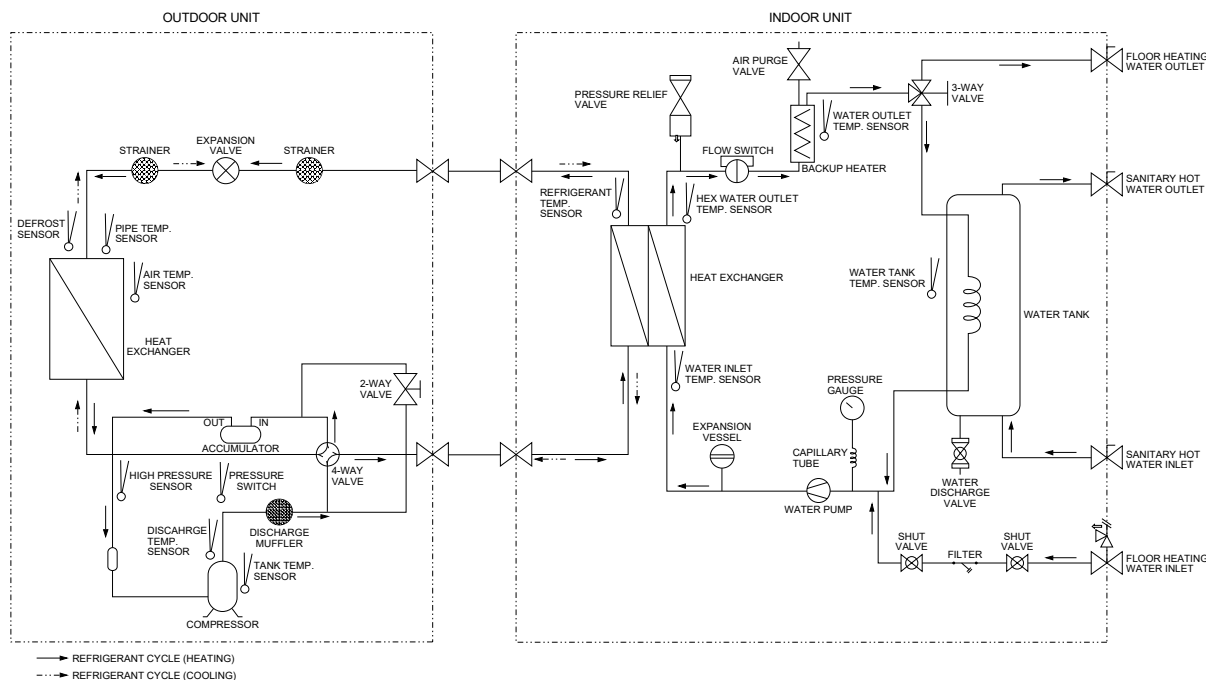 OUTDOOR UNIT
INDOOR UNIT
AIR PURGE
VALVE
FLOOR HEATING
WATER OUTLET
PRESSURE RELIEF
VALVE
3-WAY
VALVE
WATER OUTLET
TEMP. SENSOR
STRAINER
EXPANSION
VALVE
STRAINER
FLOW SWITCH
BACKUP HEATER
REFRIGERANT
TEMP.
SENSOR
HEX WATER OUTLET
TEMP. SENSOR
SANITARY HOT
WATER OUTLET
DEFROST
SENSOR
PIPE TEMP.
SENSOR
AIR TEMP.
SENSOR
HEAT EXCHANGER
WATER TANK
TEMP. SENSOR
WATER TANK
HEAT
EXCHANGER
2-WAY
VALVE
WATER INLET
TEMP. SENSOR
PRESSURE
GAUGE
OUT
IN
ACCUMULATOR
EXPANSION
VESSEL
CAPILLARY
TUBE
SANITARY HOT
WATER INLET
HIGH PRESSURE
SENSOR
PRESSURE
SWITCH
4-WAY
VALVE
WATER
DISCHARGE
VALVE
WATER PUMP
DISCAHRGE
TEMP.
SENSOR
DISCHARGE
MUFFLER
SHUT
VALVE
FILTER
SHUT
VALVE
FLOOR HEATING
WATER INLET
TANK TEMP.
SENSOR
COMPRESSOR
REFRIGERANT CYCLE (HEATING)
REFRIGERANT CYCLE (COOLING)